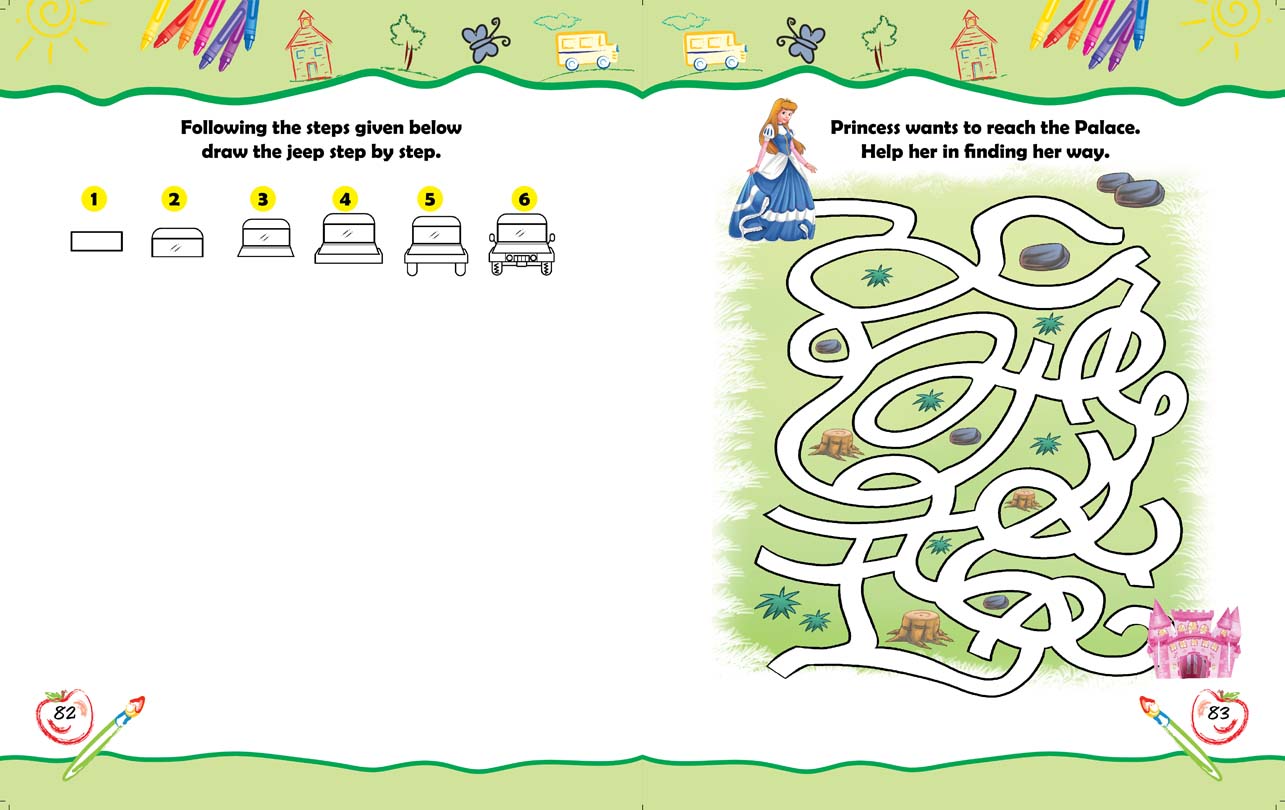 Following the steps given below
draw the jeep step by step.
1 2 3 4 5 6
82
Princess wants to reach the Palace.
Help her in finding her way.
83